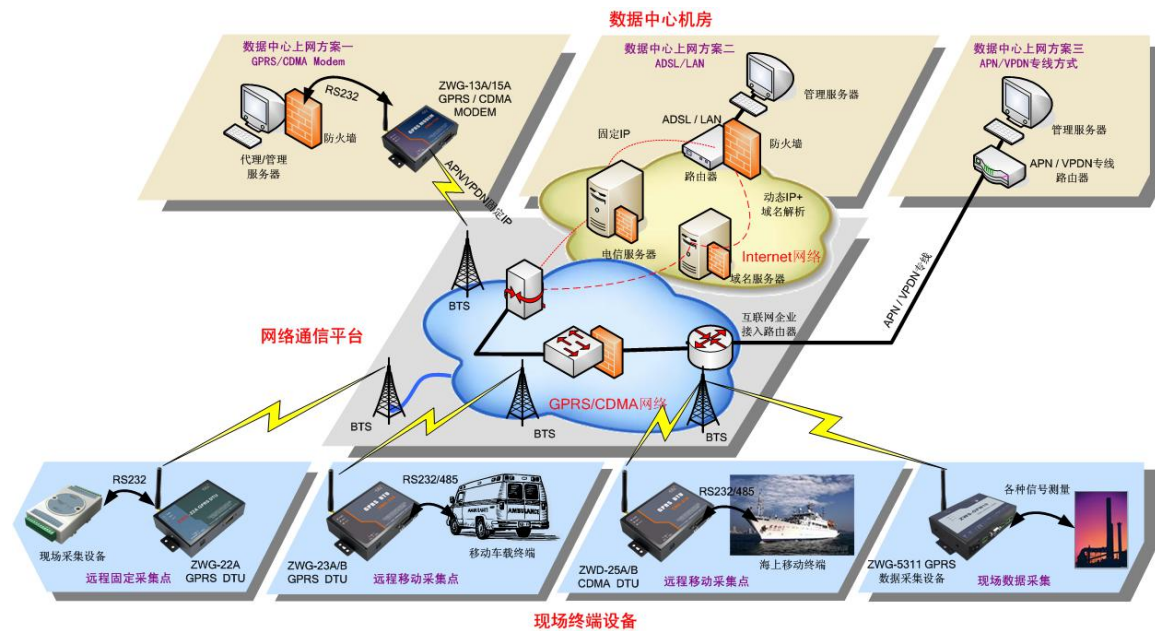 数据中心机房
数据中心上网方案一
GPRS/CDMA Modem
RS232
ZWG-13A/15A
GPRS / CDMA
MODEM
防火墙
代理/管理
服务器
APN/VPDN固定IP
数据中心上网方案二
ADSL/LAN
管理服务器
ADSL / LAN
固定IP
防火墙
路由器
动态IP+
域名解析
电信服务器
Internet网络
域名服务器
数据中心上网方案三
APN/VPDN专线方式
管理服务器
APN / VPDN专线
路由器
APN / VPDN专线
网络通信平台
BTS
互联网企业
接入路由器
GPRS/CDMA网络
BTS
BTS
BTS
RS232
现场采集设备
ZWG-22A
GPRS DTU
远程固定采集点
RS232/485
AMBULANCE
移动车载终端
ZWG-23A/B
GPRS DTU
远程移动采集点
RS232/485
海上移动终端
ZWD-25A/B
CDMA DTU
远程移动采集点
各种信号测量
ZWG-5311 GPRS
数据采集设备
现场数据采集
现场终端设备